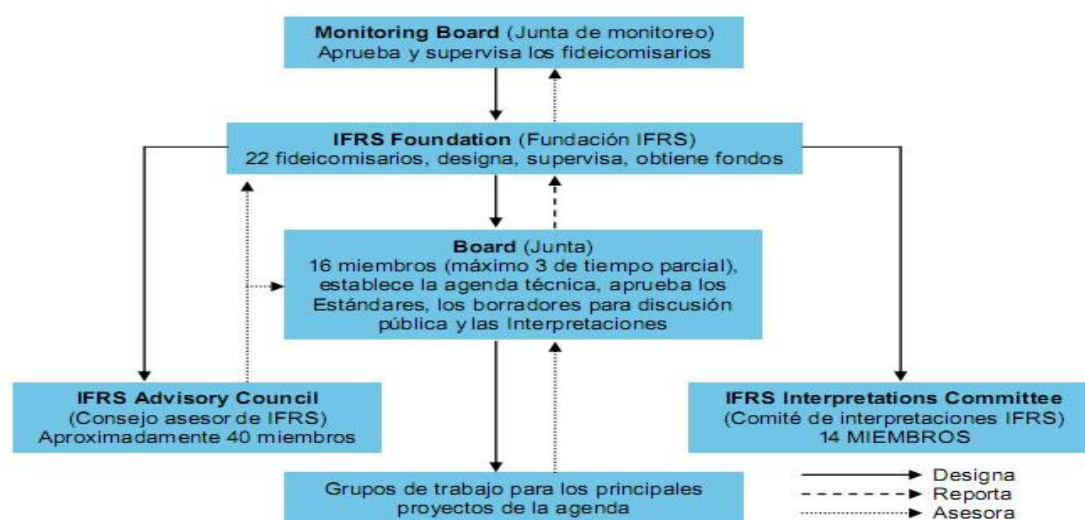 Monitoring Board (Junta de monitoreo)
Aprueba y supervisa los fideicomisarios
IFRS Foundation (Fundación IFRS)
22 fideicomisarios, designa, supervisa, obtiene fondos
Board (Junta)
16 miembros (máximo 3 de tiempo parcial),
establece la agenda técnica, aprueba los
Estándares, los borradores para discusión
pública y las Interpretaciones
IFRS Advisory Council
(Consejo asesor de IFRS)
Aproximadamente 40 miembros
IFRS Interpretations Committee
(Comité de interpretaciones IFRS)
14 MIEMBROS
Grupos de trabajo para los principales
proyectos de la agenda
Designa
Reporta
Asesora